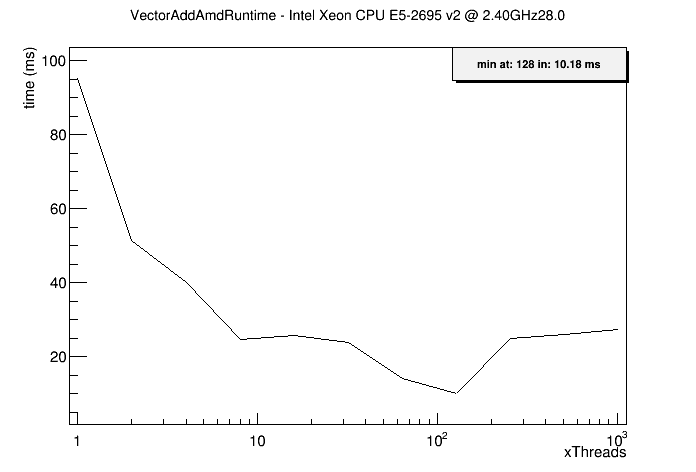 VectorAddAmdRuntime - Intel Xeon CPU E5-2695 v2 @ 2.40GHz28.0
time (ms)
min at: 128 in: 10.18 ms
100
80
60
40
20
1 10 10² 10³
xThreads